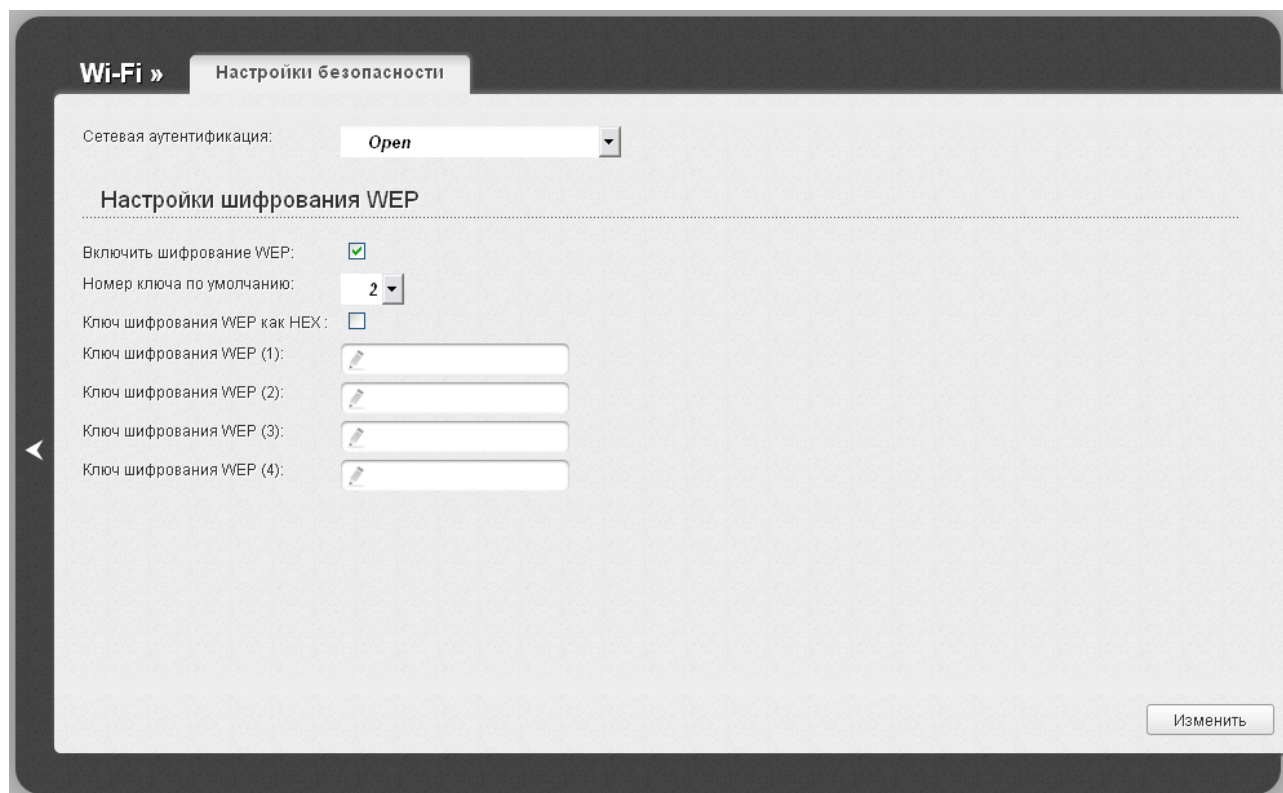 Wi-Fi » Настройки безопасности
Сетевая аутентификация: Open
Настройки шифрования WEP
Включить шифрование WEP:
Номер ключа по умолчанию: 2
Ключ шифрования WEP как HEX :
Ключ шифрования WEP (1):
Ключ шифрования WEP (2):
Ключ шифрования WEP (3):
Ключ шифрования WEP (4):
Изменить